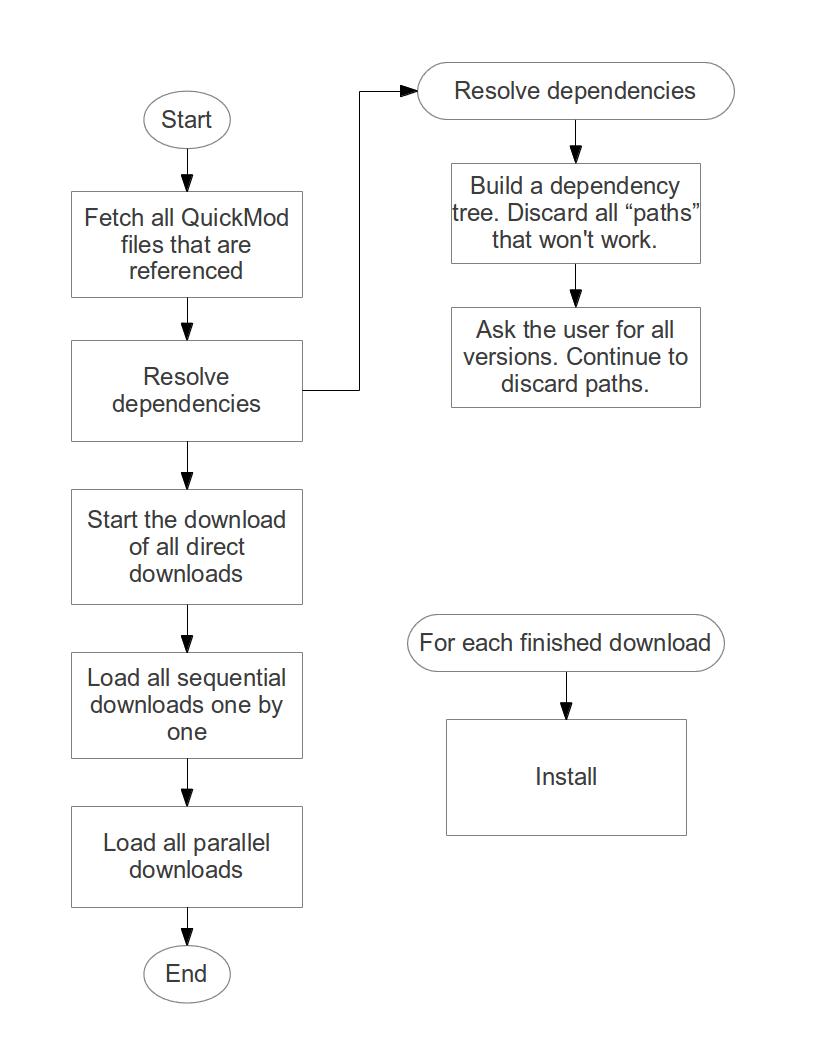 Start
Fetch all QuickMod
files that are
referenced
Resolve
dependencies
Start the download
of all direct
downloads
Load all sequential
downloads one by
one
Load all parallel
downloads
End
Resolve dependencies
Build a dependency
tree. Discard all “paths”
that won't work.
Ask the user for all
versions. Continue to
discard paths.
For each finished download
Install